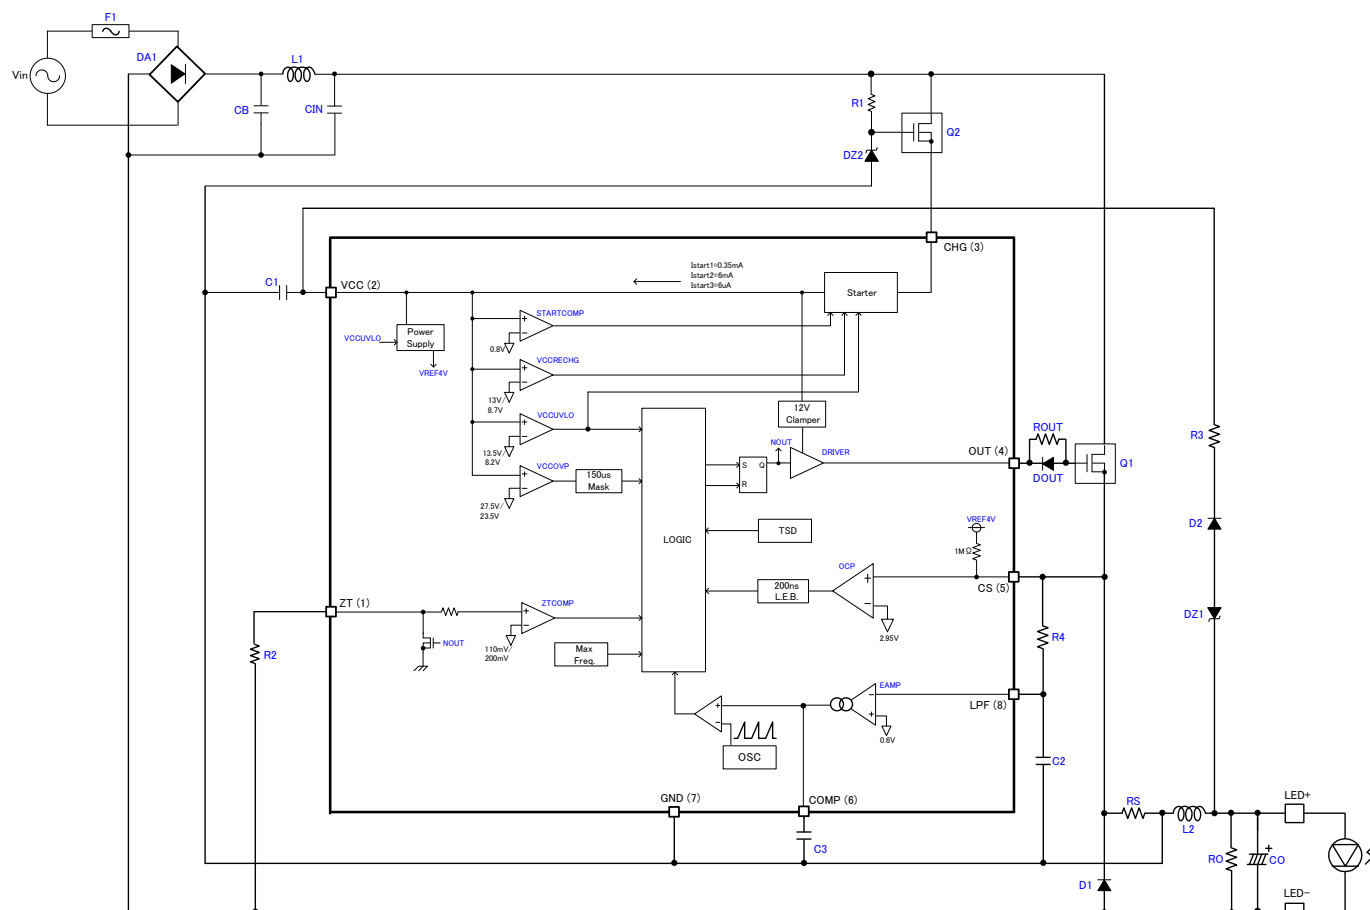 F1
DA1
L1
Vin
CB
CIN
R1
Q2
DZ2
CHG (3)
C1
VCC (2)
Istart1=0.35mA
Istart2=6mA
Istart3=6uA
Starter
STARTCOMP
Power
Supply
VCCUVLO
0.8V
VCCRECHG
VREF4V
13V/
8.7V
12V
Clamper
VCCUVLO
ROUT
R3
NOUT
13.5V/
8.2V
DRIVER
OUT (4)
S
Q
R
Q1
VCCOVP
150us
Mask
DOUT
27.5V/
23.5V
VREF4V
D2
TSD
LOGIC
1MΩ
OCP
200ns
L.E.B.
CS (5)
ZT (1)
ZTCOMP
DZ1
2.95V
R4
R2
NOUT
110mV/
200mV
Max
Freq.
EAMP
LPF (8)
0.6V
OSC
C2
GND (7)
COMP (6)
RS
LED+
L2
C3
RO
CO
D1
LED-